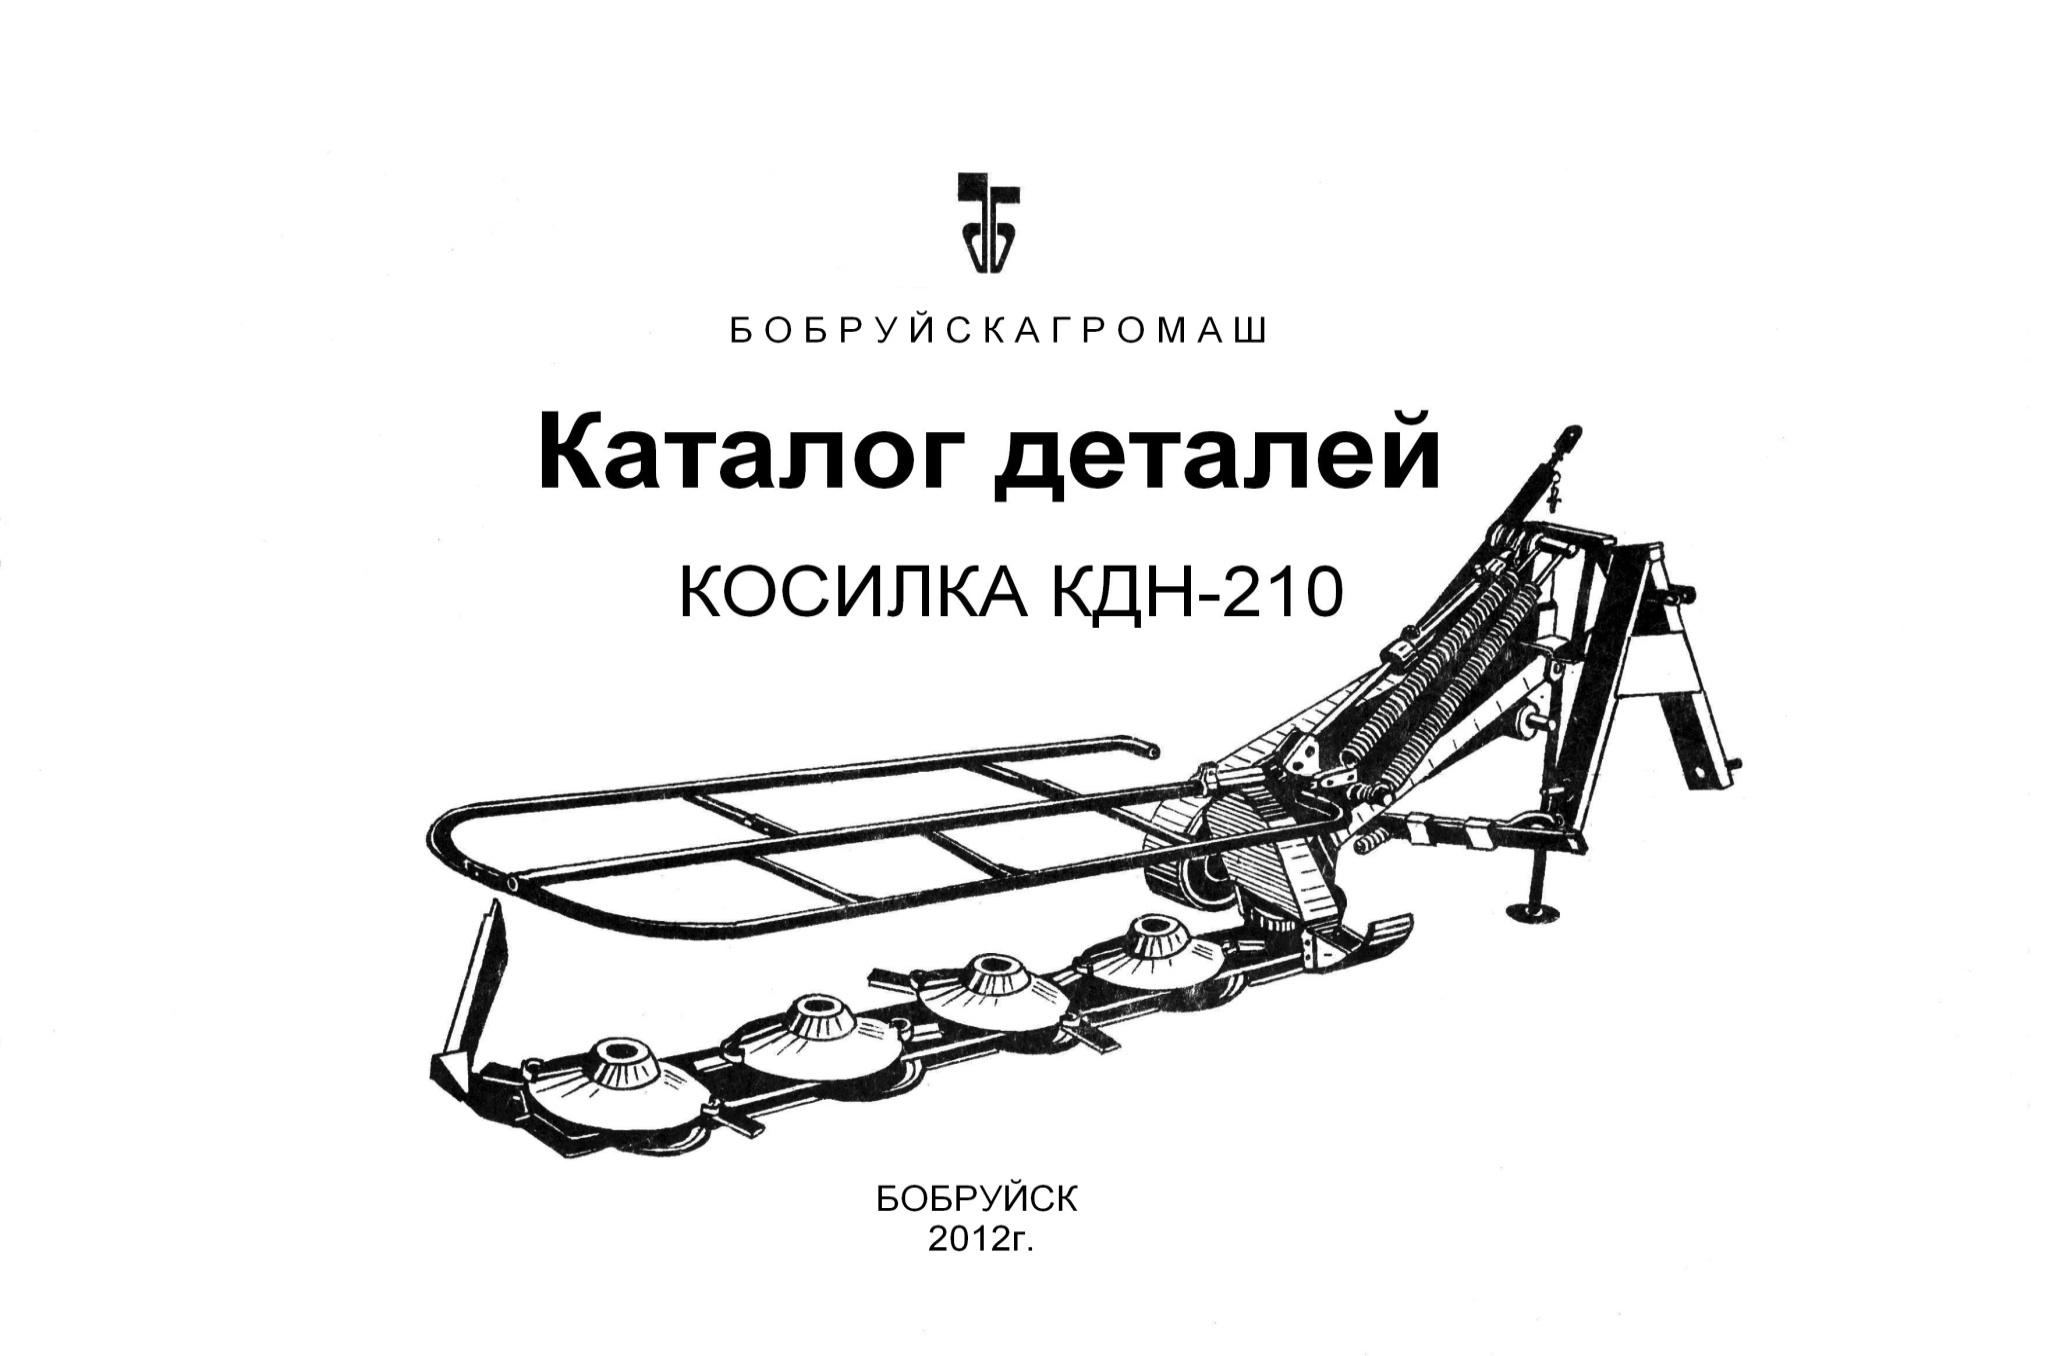 БОБРУЙСКАГРОМАШ
Каталог деталей
КОСИЛКА КДН-210
БОБРУЙСК
2012г.